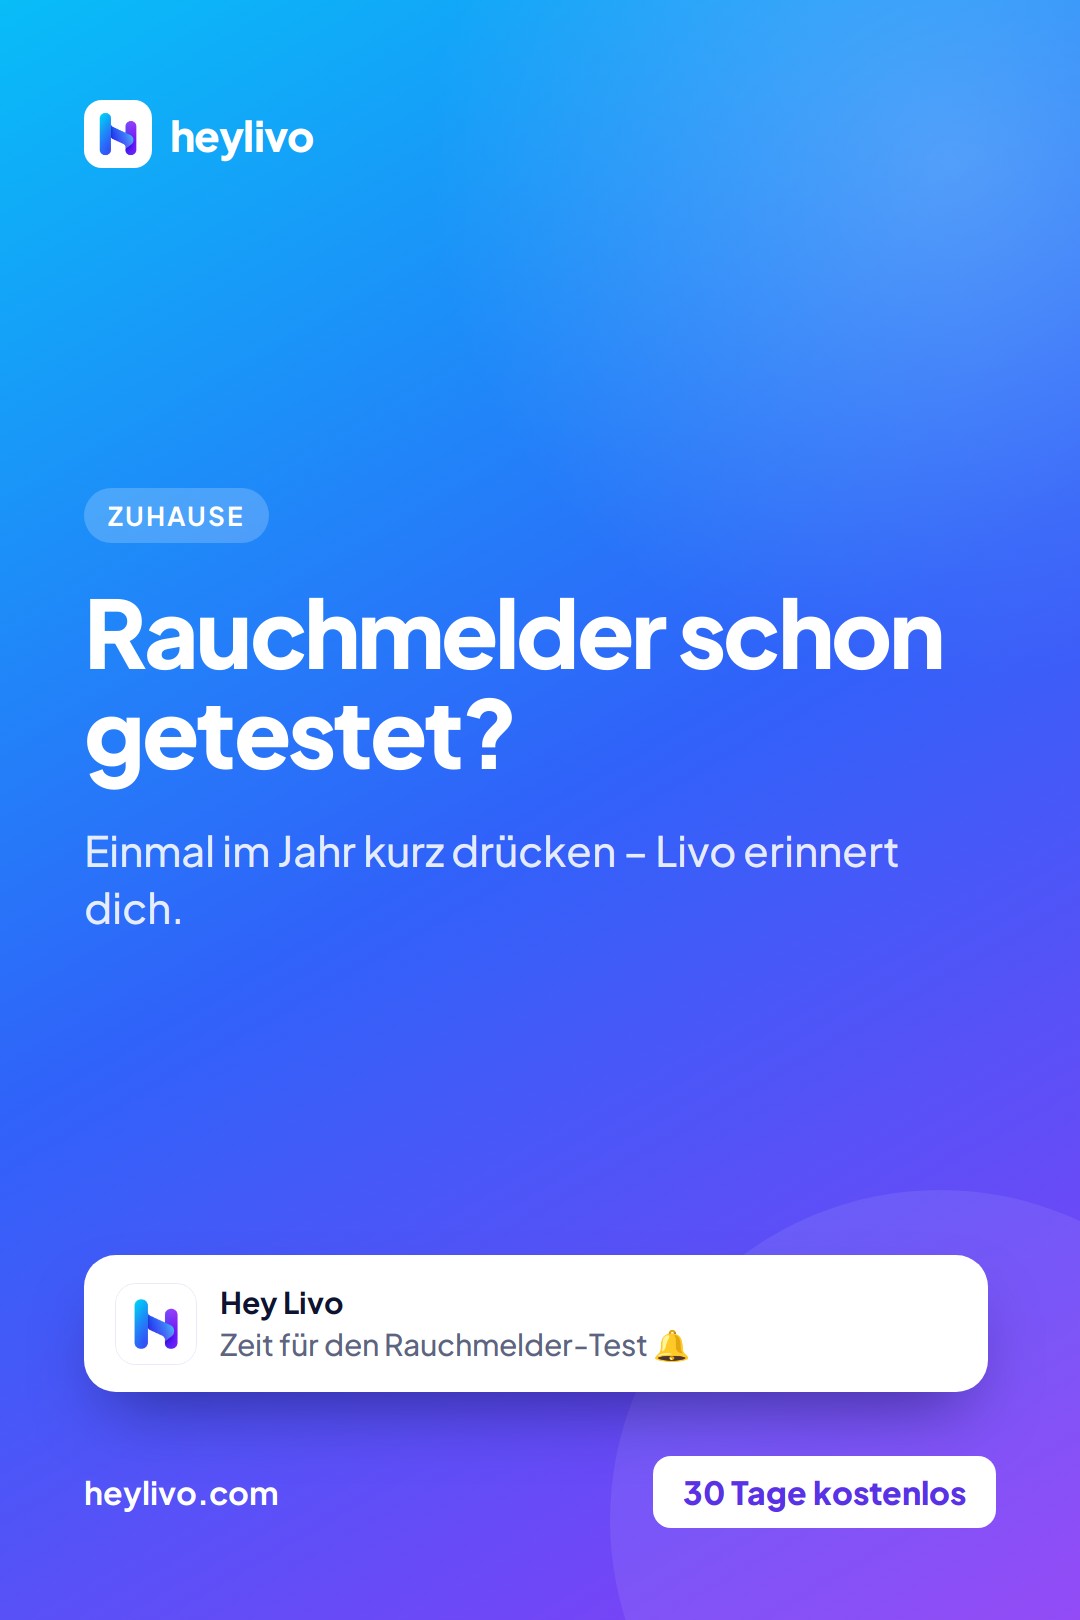 heylivo
ZUHAUSE
Rauchmelder schon
getestet?
Einmal im Jahr kurz drücken – Livo erinnert
dich.
Hey Livo
Zeit für den Rauchmelder-Test 🔔
heylivo.com
30 Tage kostenlos